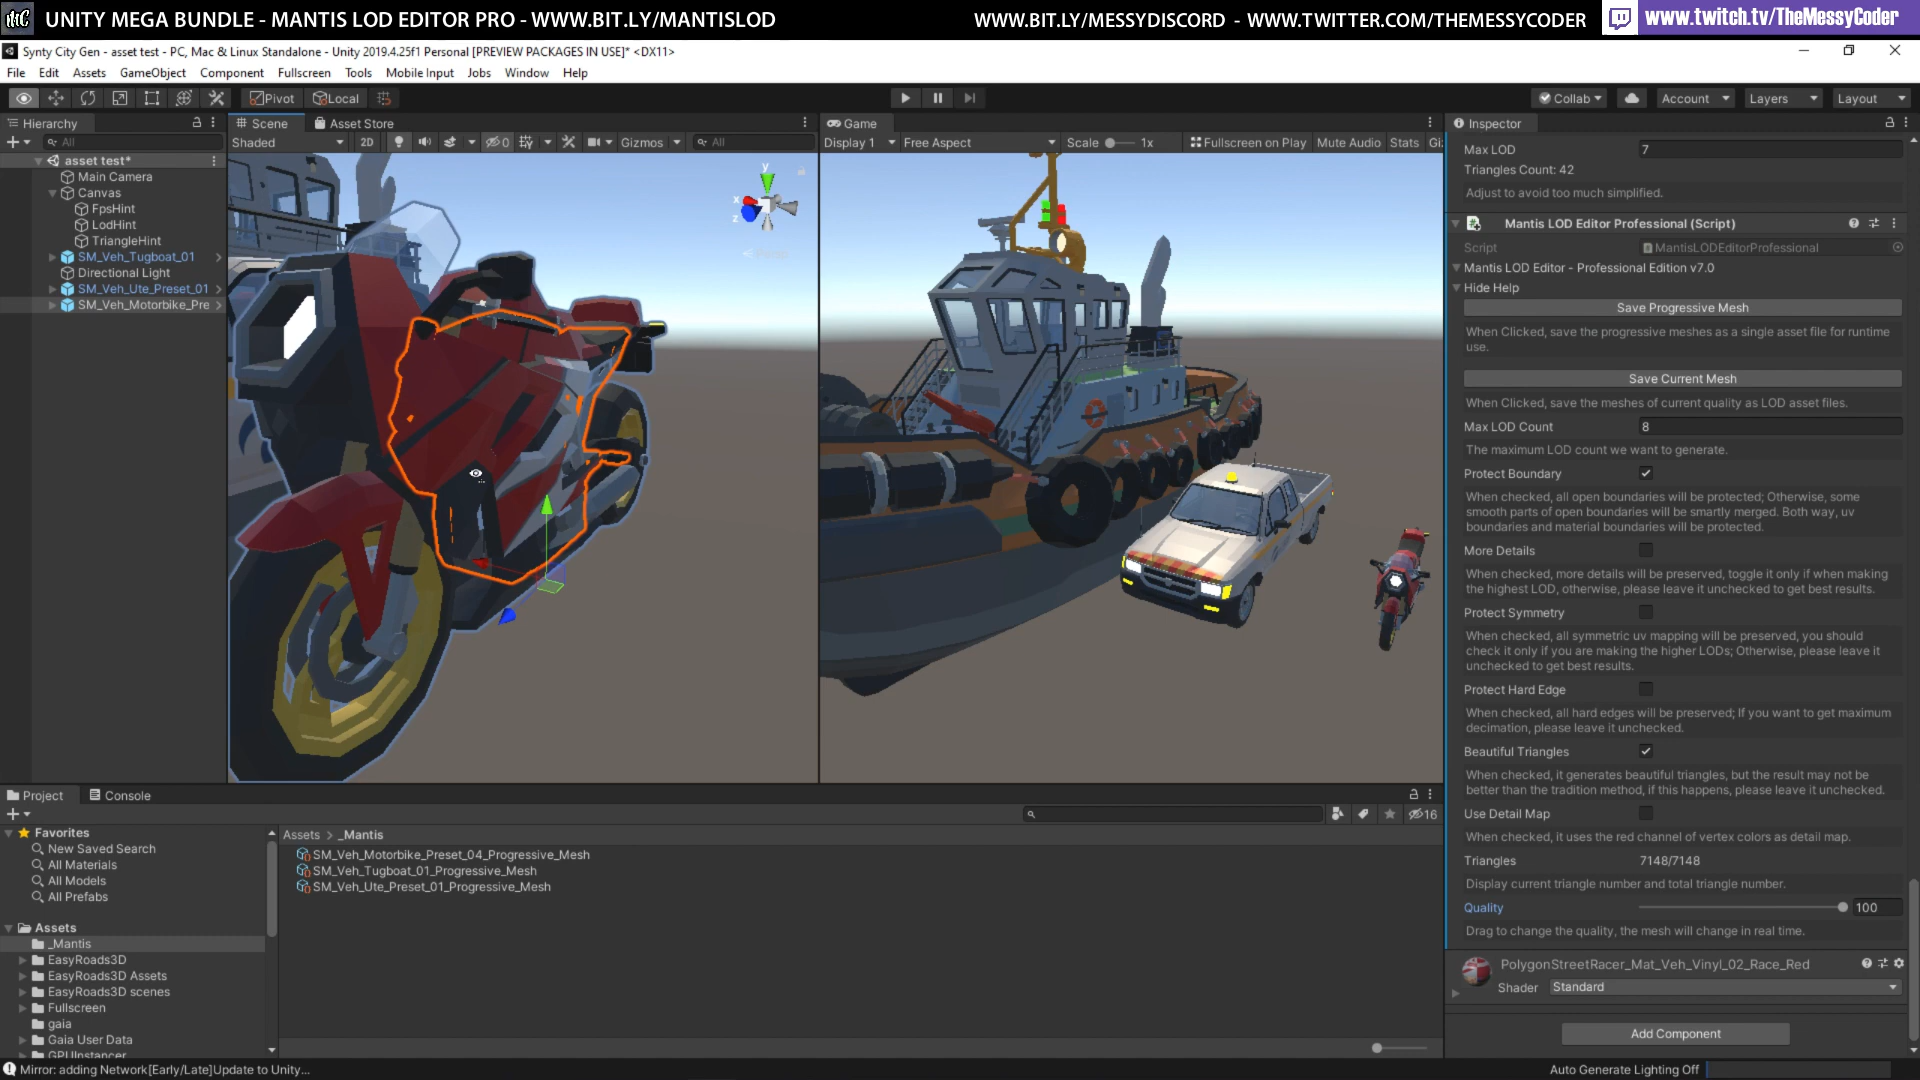 UNITY MEGA BUNDLE - MANTIS LOD EDITOR PRO - WWW.BIT.LY/MANTISLOD
WWW.BIT.LY/MESSYDISCORD - WWW.TWITTER.COM/THEMESSYCODER
www.twitch.tv/TheMessyCoder
Synty City Gen - asset test - PC, Mac & Linux Standalone - Unity 2019.4.25f1 Personal [PREVIEW PACKAGES IN USE]* <DX11>
File Edit Assets GameObject Component Fullscreen Tools Mobile Input Jobs Window Help
Pivot Local Collab Account Layers Layout
Hierarchy
All
asset test*
Main Camera
Canvas
FpsHint
LodHint
TriangleHint
SM_Veh_Tugboat_01
Directional Light
SM_Veh_Ute_Preset_01
SM_Veh_Motorbike_Pre
Scene Asset Store
Shaded 2D 0 Gizmos All
y
x
z
Game
Display 1 Free Aspect Scale 1x Fullscreen on Play Mute Audio Stats Gi
Inspector
Max LOD 7
Triangles Count: 42
Adjust to avoid too much simplified.
Mantis LOD Editor Professional (Script)
Script MantisLODEditorProfessional
Mantis LOD Editor - Professional Edition v7.0
Hide Help
Save Progressive Mesh
When Clicked, save the progressive meshes as a single asset file for runtime
use.
Save Current Mesh
When Clicked, save the meshes of current quality as LOD asset files.
Max LOD Count 8
The maximum LOD count we want to generate.
Protect Boundary
When checked, all open boundaries will be protected; Otherwise, some
smooth parts of open boundaries will be smartly merged. Both way, uv
boundaries and material boundaries will be protected.
More Details
When checked, more details will be preserved, toggle it only if when making
the highest LOD, otherwise, please leave it unchecked to get best results.
Protect Symmetry
When checked, all symmetric uv mapping will be preserved, you should
check it only if you are making the higher LODs; Otherwise, please leave it
unchecked to get best results.
Protect Hard Edge
When checked, all hard edges will be preserved; If you want to get maximum
decimation, please leave it unchecked.
Beautiful Triangles
When checked, it generates beautiful triangles, but the result may not be
better than the tradition method, if this happens, please leave it unchecked.
Use Detail Map
When checked, it uses the red channel of vertex colors as detail map.
Triangles 7148/7148
Display current triangle number and total triangle number.
Quality 100
Drag to change the quality, the mesh will change in real time.
PolygonStreetRacer_Mat_Veh_Vinyl_02_Race_Red
Shader Standard
Add Component
Project Console
16
Favorites
New Saved Search
All Materials
All Models
All Prefabs
Assets
_Mantis
EasyRoads3D
EasyRoads3D Assets
EasyRoads3D scenes
Fullscreen
gaia
Gaia User Data
GPUInstancer
Assets > _Mantis
SM_Veh_Motorbike_Preset_04_Progressive_Mesh
SM_Veh_Tugboat_01_Progressive_Mesh
SM_Veh_Ute_Preset_01_Progressive_Mesh
Mirror: adding Network[Early/Late]Update to Unity...
Auto Generate Lighting Off